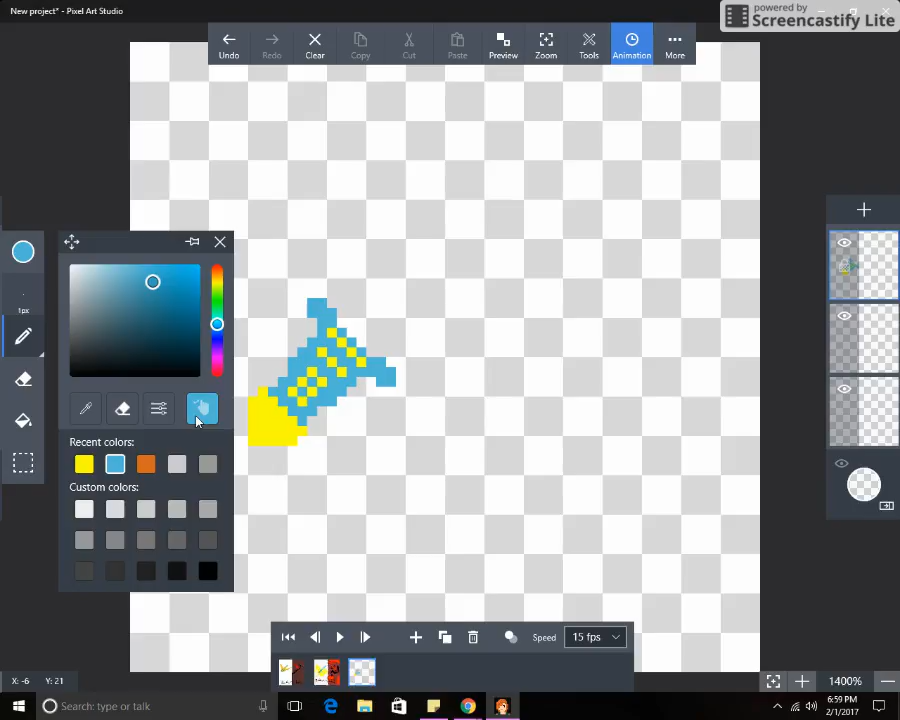 New project* - Pixel Art Studio
powered by
Screencastify Lite
Undo
Redo
Clear
Copy
Cut
Paste
Preview
Zoom
Tools
Animation
More
1px
Recent colors:
Custom colors:
Speed
15 fps
X: -6 Y: 21
1400%
Type here to talk
6:59 PM
2/1/2017